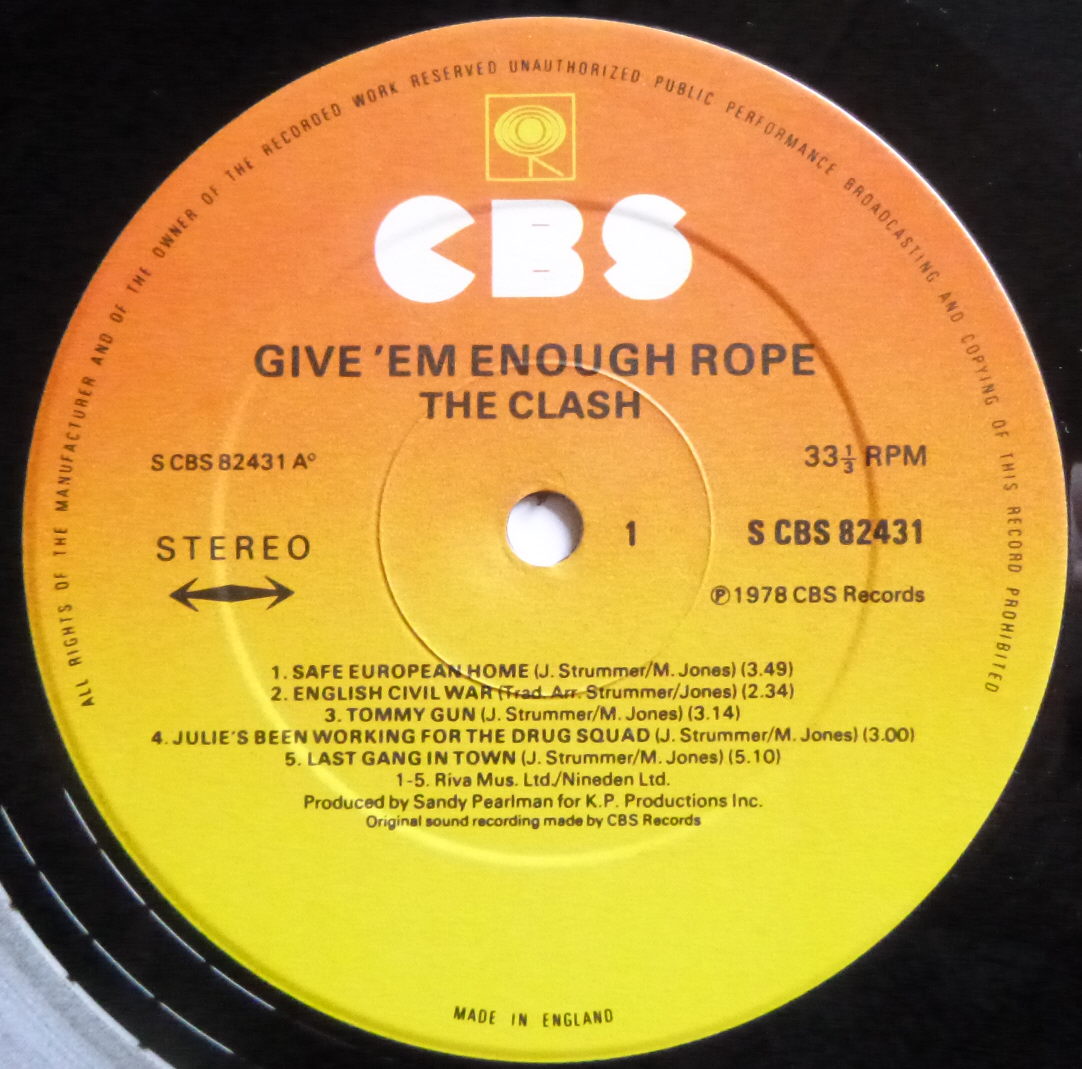 ALL RIGHTS OF THE MANUFACTURER AND OF THE OWNER OF THE RECORDED WORK RESERVED UNAUTHORIZED PUBLIC PERFORMANCE BROADCASTING AND COPYING OF THIS RECORD PROHIBITED
CBS
GIVE 'EM ENOUGH ROPE
THE CLASH
S CBS 82431 A°
33⅓ RPM
STEREO
1
S CBS 82431
℗ 1978 CBS Records
1. SAFE EUROPEAN HOME (J. Strummer/M. Jones) (3.49)
2. ENGLISH CIVIL WAR (Trad. Arr. Strummer/Jones) (2.34)
3. TOMMY GUN (J. Strummer/M. Jones) (3.14)
4. JULIE'S BEEN WORKING FOR THE DRUG SQUAD (J. Strummer/M. Jones) (3.00)
5. LAST GANG IN TOWN (J. Strummer/M. Jones) (5.10)
1-5. Riva Mus. Ltd./Nineden Ltd.
Produced by Sandy Pearlman for K.P. Productions Inc.
Original sound recording made by CBS Records
MADE IN ENGLAND